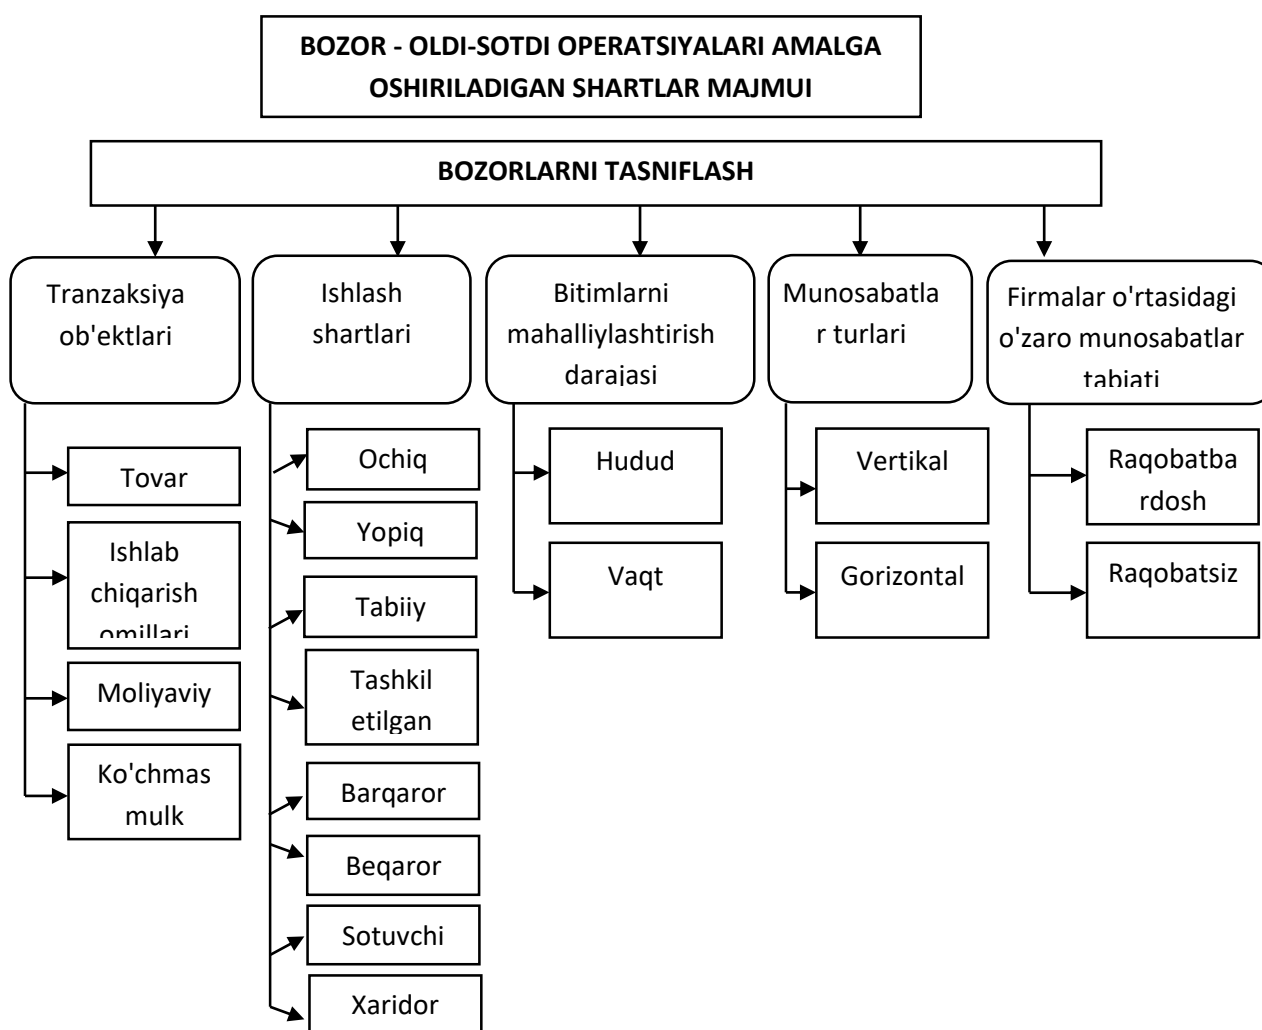 BOZOR - OLDI-SOTDI OPERATSIYALARI AMALGA
OSHIRILADIGAN SHARTLAR MAJMUI
BOZORLARNI TASNIFLASH
Tranzaksiya
ob'ektlari
Ishlash
shartlari
Bitimlarni
mahalliylashtirish
darajasi
Munosabatla
r turlari
Firmalar o'rtasidagi
o'zaro munosabatlar
tabiati
Tovar
Ishlab
chiqarish
omillari
Moliyaviy
Ko'chmas
mulk
Ochiq
Yopiq
Tabiiy
Tashkil
etilgan
Barqaror
Beqaror
Sotuvchi
Xaridor
Hudud
Vaqt
Vertikal
Gorizontal
Raqobatba
rdosh
Raqobatsiz